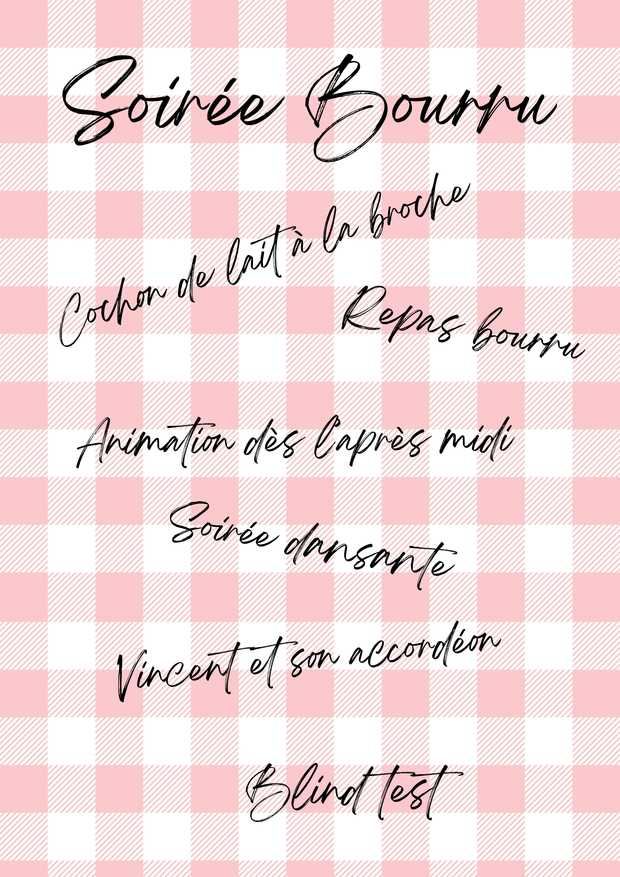 Soirée Bourru
Cochon de lait à la broche
Repas bourru
Animation dès l'après midi
Soirée dansante
Vincent et son accordéon
Blind test